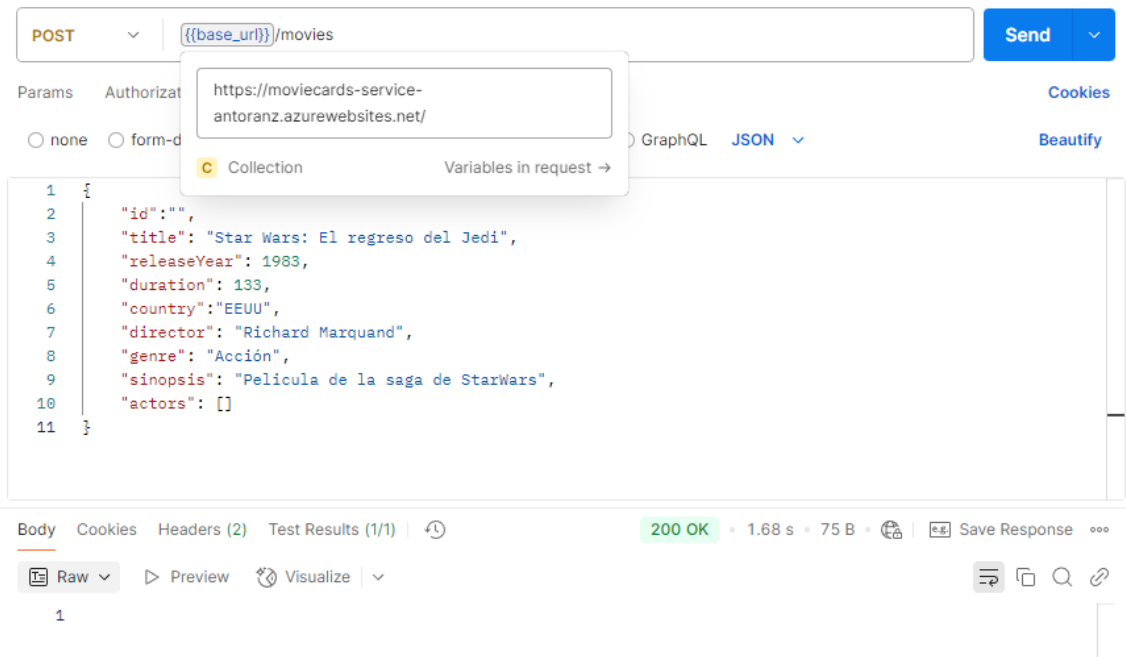 POST {{base_url}}/movies Send
https://moviecards-service-
antoranz.azurewebsites.net/
C Collection Variables in request →
Params Authorizat Cookies
none form-d GraphQL JSON Beautify
1 {
2 "id":"",
3 "title": "Star Wars: El regreso del Jedi",
4 "releaseYear": 1983,
5 "duration": 133,
6 "country":"EEUU",
7 "director": "Richard Marquand",
8 "genre": "Acción",
9 "sinopsis": "Pelicula de la saga de StarWars",
10 "actors": []
11 }
Body Cookies Headers (2) Test Results (1/1) 200 OK • 1.68 s • 75 B • e.g. Save Response
Raw Preview Visualize
1